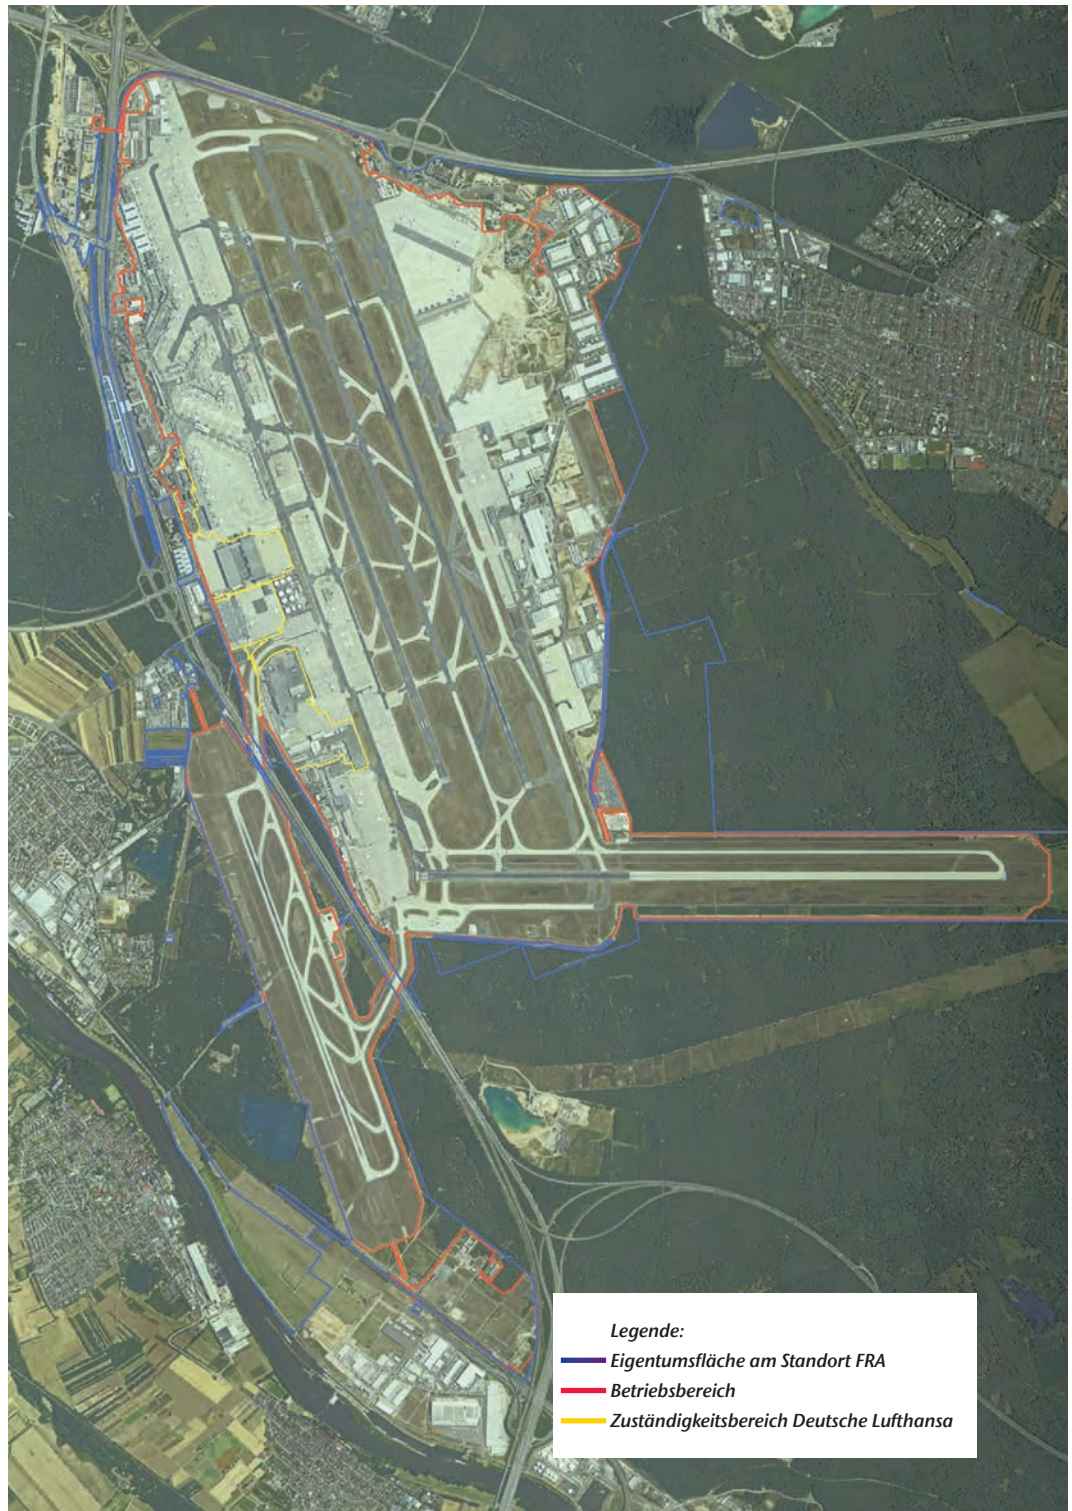 Legende:
Eigentumsfläche am Standort FRA
Betriebsbereich
Zuständigkeitsbereich Deutsche Lufthansa